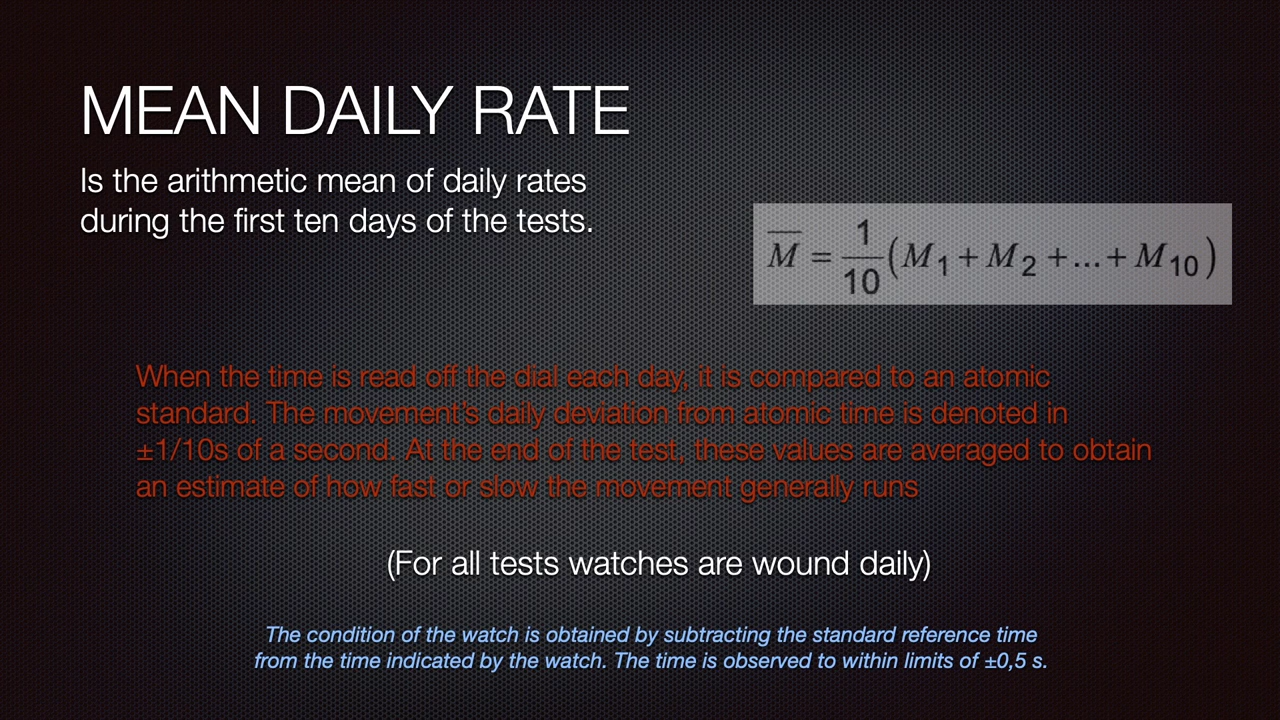 MEAN DAILY RATE
Is the arithmetic mean of daily rates
during the first ten days of the tests.
M̅ = 1/10 (M₁ + M₂ + ... + M₁₀)
When the time is read off the dial each day, it is compared to an atomic
standard. The movement's daily deviation from atomic time is denoted in
±1/10s of a second. At the end of the test, these values are averaged to obtain
an estimate of how fast or slow the movement generally runs
(For all tests watches are wound daily)
The condition of the watch is obtained by subtracting the standard reference time
from the time indicated by the watch. The time is observed to within limits of ±0,5 s.